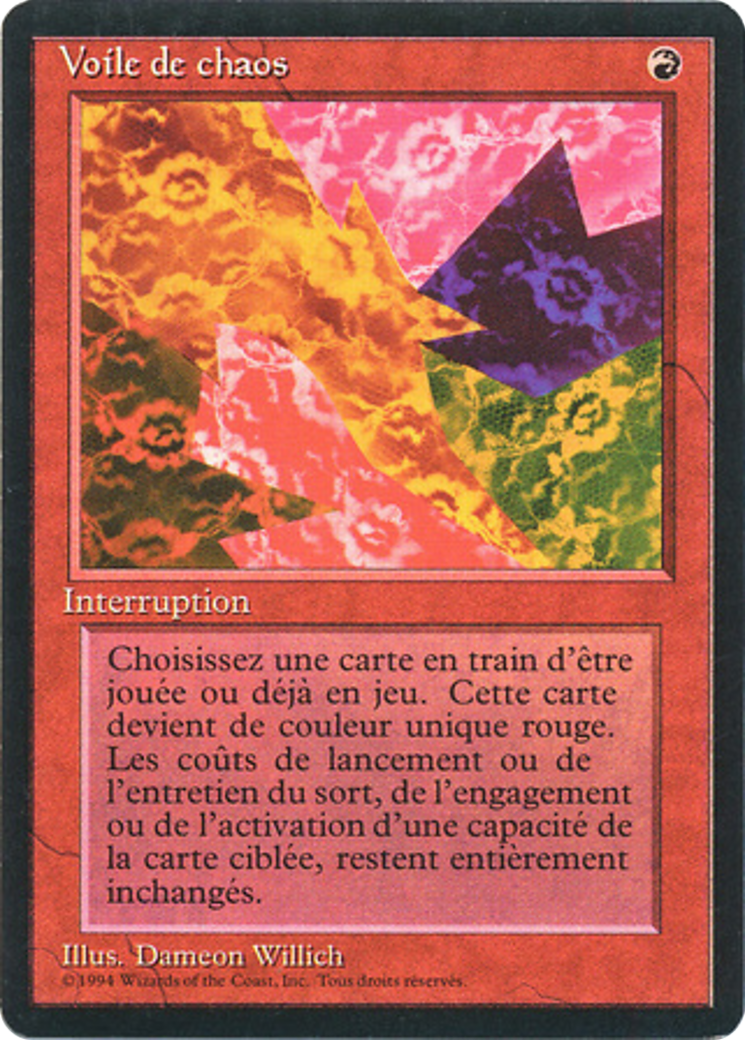 Voile de chaos
Interruption
Choisissez une carte en train d'être
jouée ou déjà en jeu. Cette carte
devient de couleur unique rouge.
Les coûts de lancement ou de
l'entretien du sort, de l'engagement
ou de l'activation d'une capacité de
la carte ciblée, restent entièrement
inchangés.
Illus. Dameon Willich
©1994 Wizards of the Coast, Inc. Tous droits réservés.